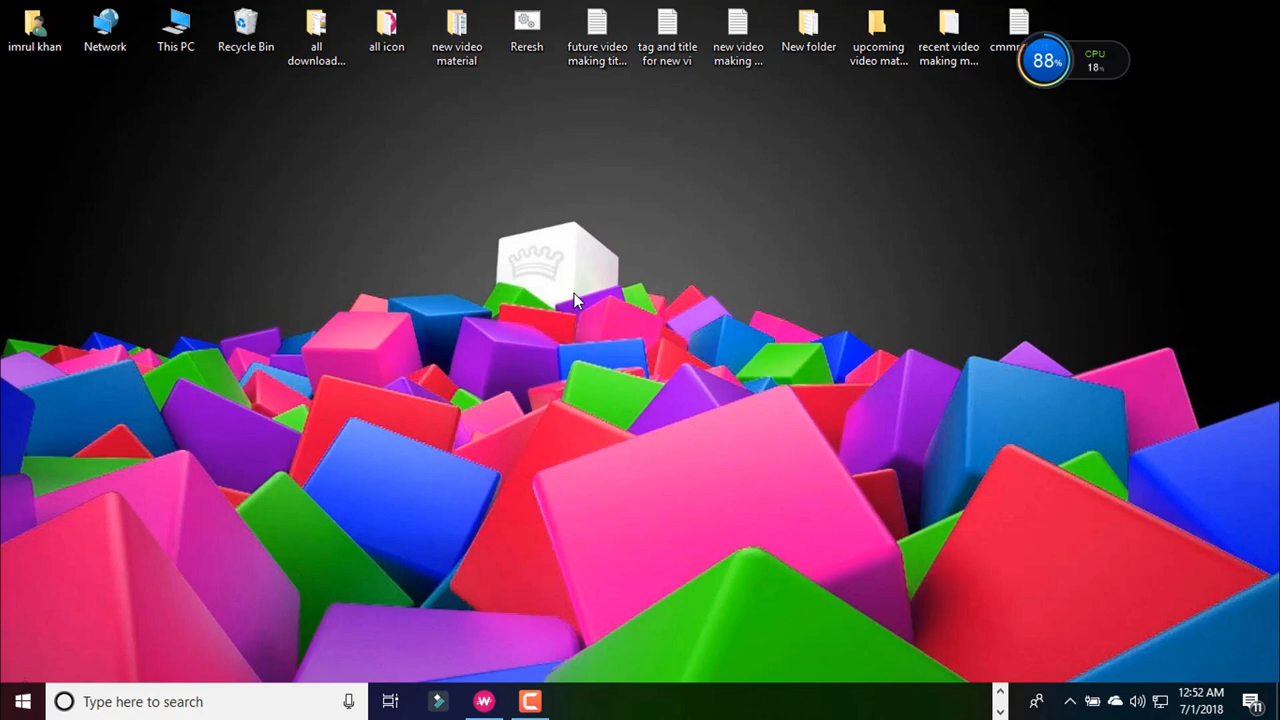 imrul khan
Network
This PC
Recycle Bin
all
download...
all icon
new video
material
Reresh
future video
making tit...
tag and title
for new vi
new video
making ...
New folder
upcoming
video mat...
recent video
making m...
88%
CPU
18%
Type here to search
12:52 AM
7/1/2018
11